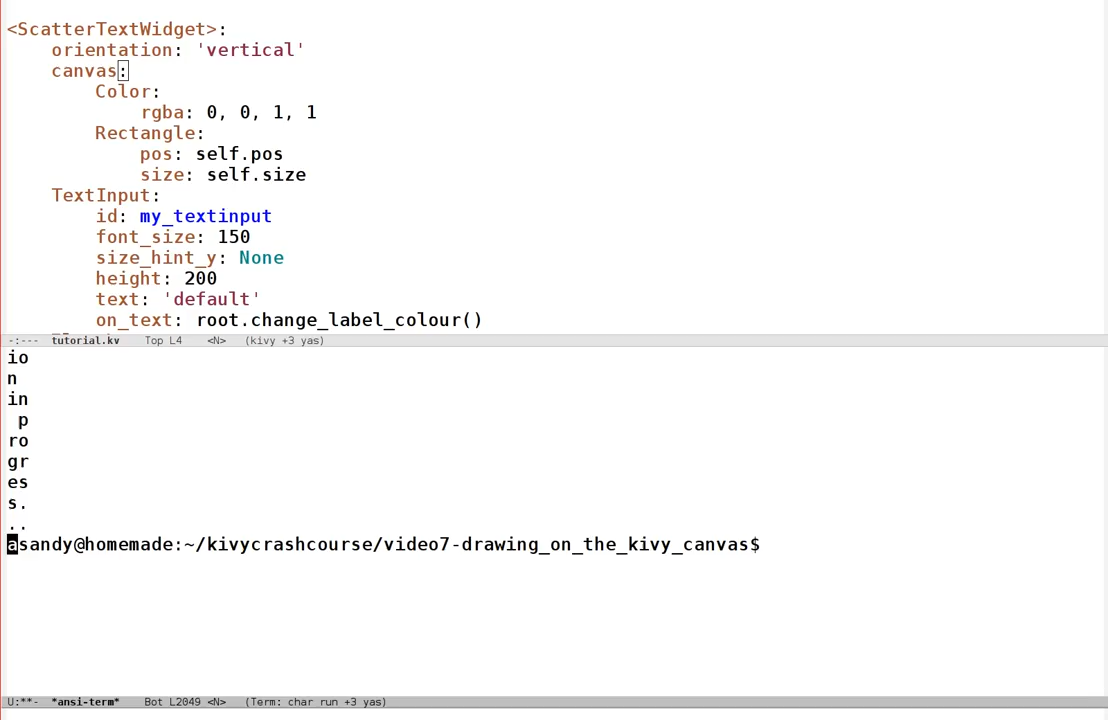 <ScatterTextWidget>:
    orientation: 'vertical'
    canvas:
        Color:
            rgba: 0, 0, 1, 1
        Rectangle:
            pos: self.pos
            size: self.size
    TextInput:
        id: my_textinput
        font_size: 150
        size_hint_y: None
        height: 200
        text: 'default'
        on_text: root.change_label_colour()
-:--- tutorial.kv Top L4 <N> (kivy +3 yas)
io
n
in
 p
ro
gr
es
s.
..
asandy@homemade:~/kivycrashcourse/video7-drawing_on_the_kivy_canvas$
U:**- *ansi-term* Bot L2049 <N> (Term: char run +3 yas)